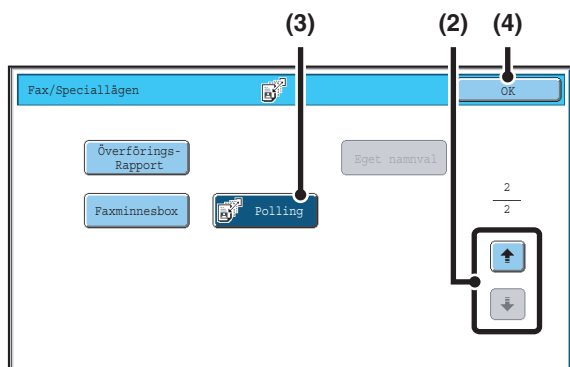 (3)
(2)
(4)
Fax/Speciallägen
OK
Överförings-
Rapport
Eget namnval
Faxminnesbox
Polling
2
2